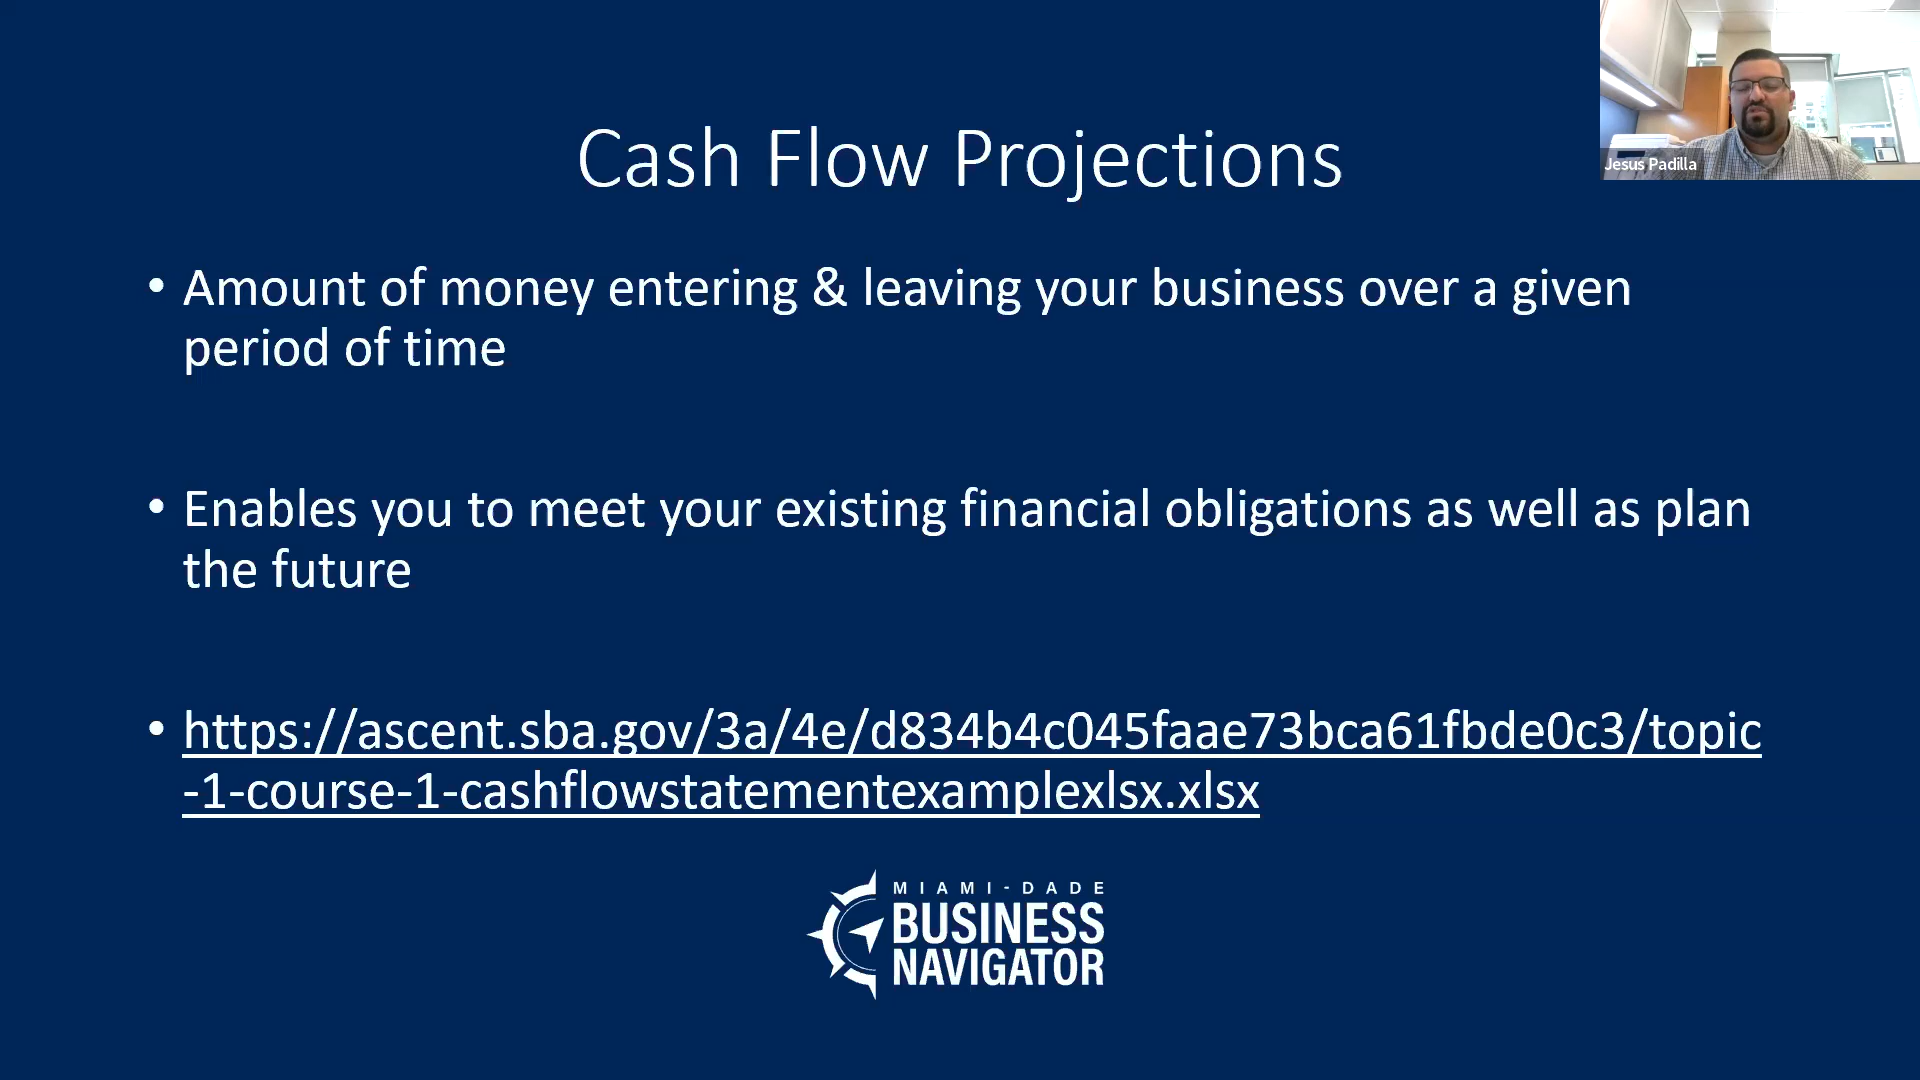 Cash Flow Projections
Jesus Padilla
• Amount of money entering & leaving your business over a given
period of time
• Enables you to meet your existing financial obligations as well as plan
the future
• https://ascent.sba.gov/3a/4e/d834b4c045faae73bca61fbde0c3/topic
-1-course-1-cashflowstatementexamplexlsx.xlsx
MIAMI-DADE
BUSINESS
NAVIGATOR